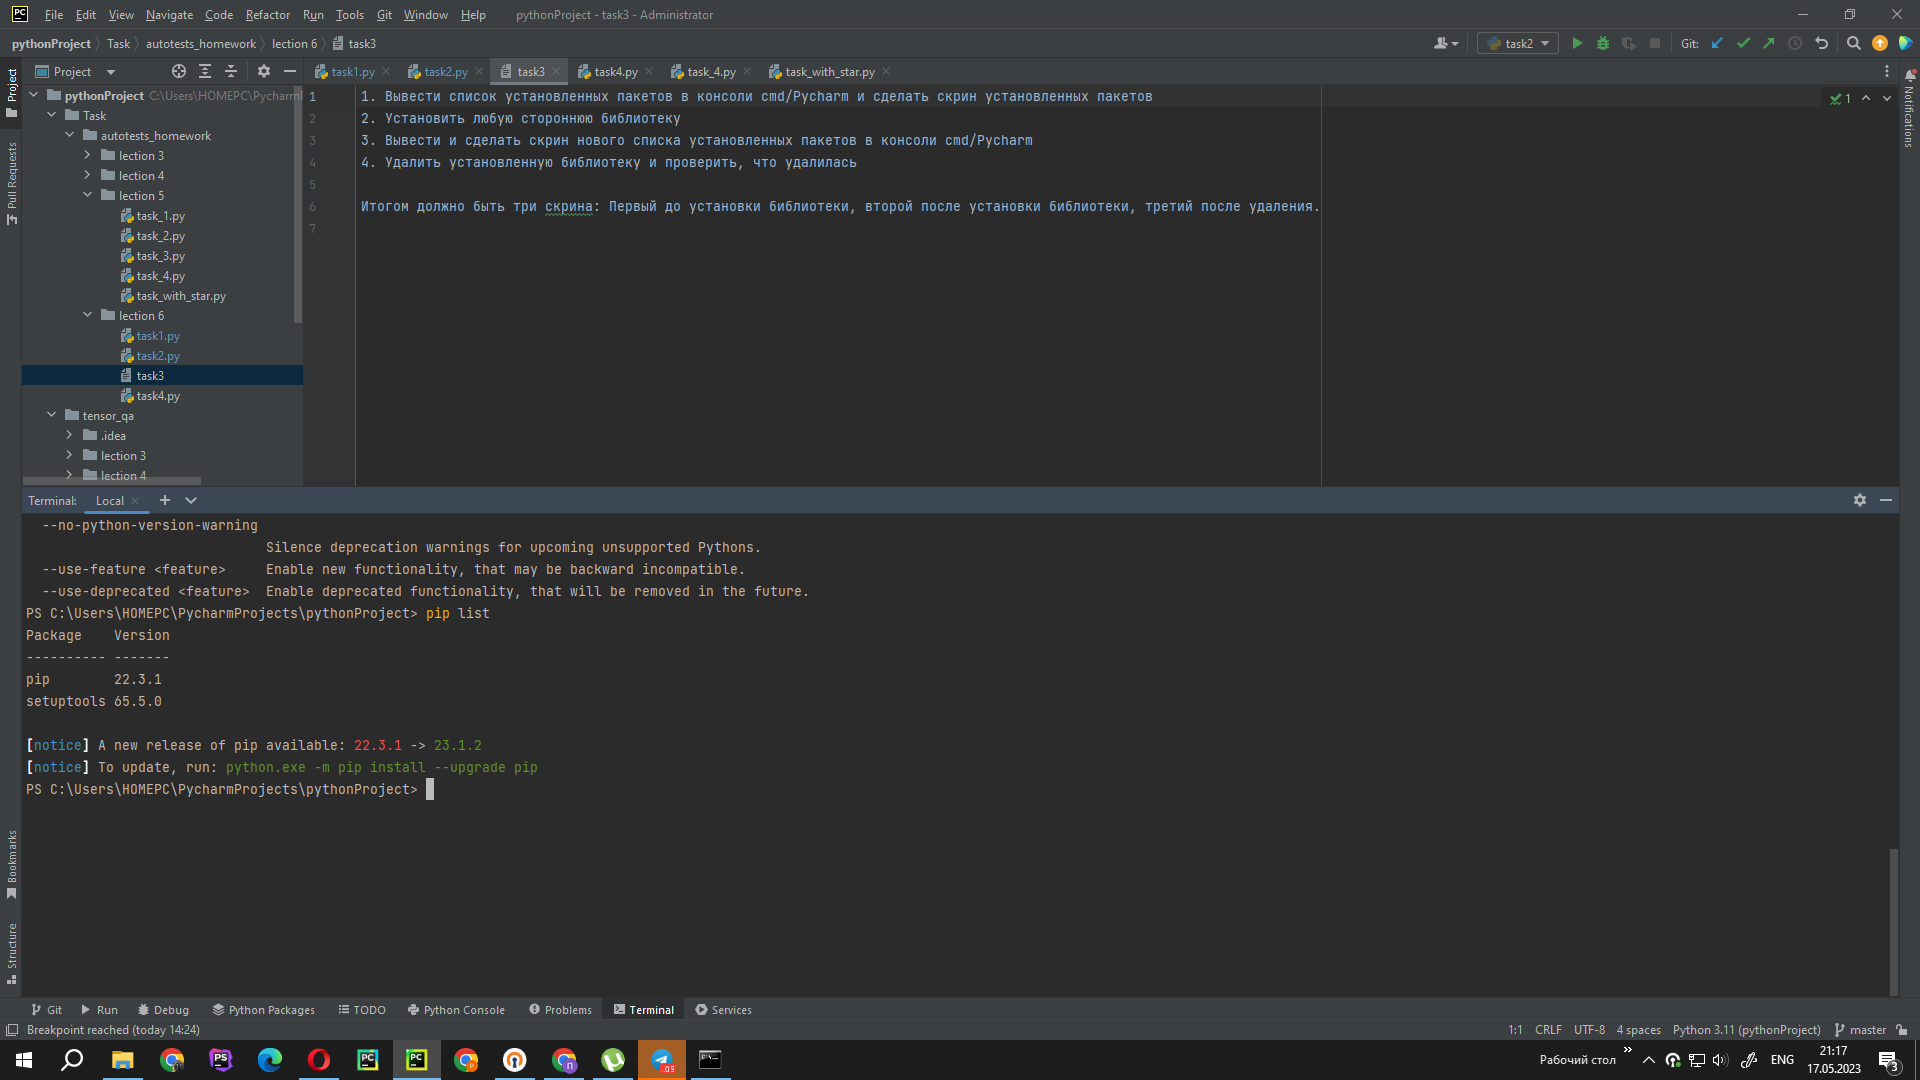 File Edit View Navigate Code Refactor Run Tools Git Window Help pythonProject - task3 - Administrator
pythonProject Task autotests_homework lection 6 task3 task2 Git:
Project task1.py task2.py task3 task4.py task_4.py task_with_star.py
pythonProject C:\Users\HOMEPC\Pycharm
Task
autotests_homework
lection 3
lection 4
lection 5
task_1.py
task_2.py
task_3.py
task_4.py
task_with_star.py
lection 6
task1.py
task2.py
task3
task4.py
tensor_qa
.idea
lection 3
lection 4
1 1. Вывести список установленных пакетов в консоли cmd/Pycharm и сделать скрин установленных пакетов
2 2. Установить любую стороннюю библиотеку
3 3. Вывести и сделать скрин нового списка установленных пакетов в консоли cmd/Pycharm
4 4. Удалить установленную библиотеку и проверить, что удалилась
5
6 Итогом должно быть три скрина: Первый до установки библиотеки, второй после установки библиотеки, третий после удаления.
7
1
Project
Pull Requests
Bookmarks
Structure
Notifications
Terminal: Local
--no-python-version-warning
Silence deprecation warnings for upcoming unsupported Pythons.
--use-feature <feature> Enable new functionality, that may be backward incompatible.
--use-deprecated <feature> Enable deprecated functionality, that will be removed in the future.
PS C:\Users\HOMEPC\PycharmProjects\pythonProject> pip list
Package Version
---------- -------
pip 22.3.1
setuptools 65.5.0
[notice] A new release of pip available: 22.3.1 -> 23.1.2
[notice] To update, run: python.exe -m pip install --upgrade pip
PS C:\Users\HOMEPC\PycharmProjects\pythonProject>
Git Run Debug Python Packages TODO Python Console Problems Terminal Services
Breakpoint reached (today 14:24) 1:1 CRLF UTF-8 4 spaces Python 3.11 (pythonProject) master
Рабочий стол » ENG 21:17
17.05.2023
3